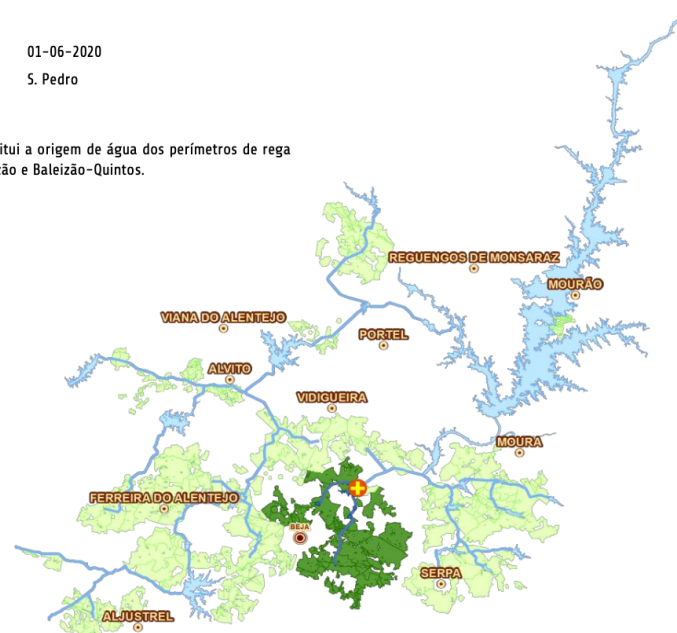 01-06-2020
S. Pedro
itui a origem de água dos perímetros de rega
ão e Baleizão-Quintos.
REGUENGOS DE MONSARAZ
MOURÃO
VIANA DO ALENTEJO
PORTEL
ALVITO
VIDIGUEIRA
MOURA
FERREIRA DO ALENTEJO
BEJA
SERPA
ALJUSTREL